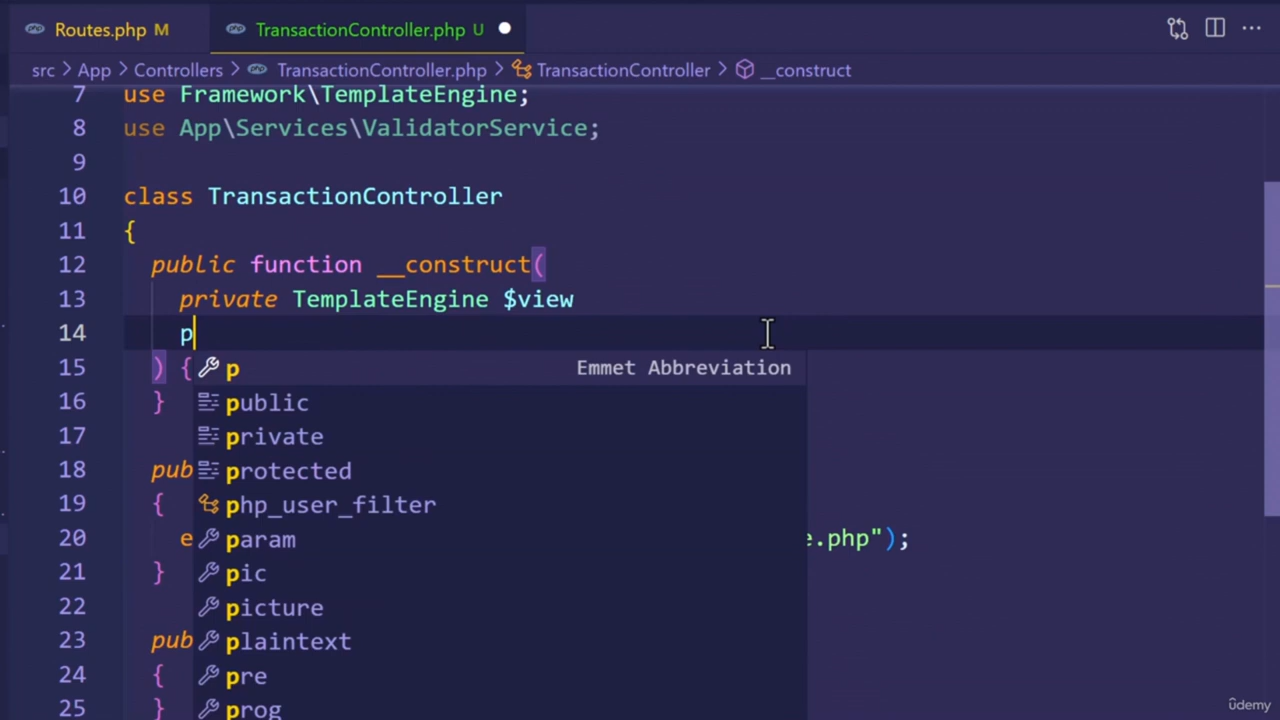 Routes.php M TransactionController.php U
src > App > Controllers > TransactionController.php > TransactionController > __construct
7 use Framework\TemplateEngine;
8 use App\Services\ValidatorService;
9
10 class TransactionController
11 {
12 public function __construct(
13 private TemplateEngine $view
14 p
15 ) { p Emmet Abbreviation
16 } public
17 private
18 pub protected
19 { php_user_filter
20 e param e.php");
21 } pic
22 picture
23 pub plaintext
24 { pre
25 } prog
ûdemy